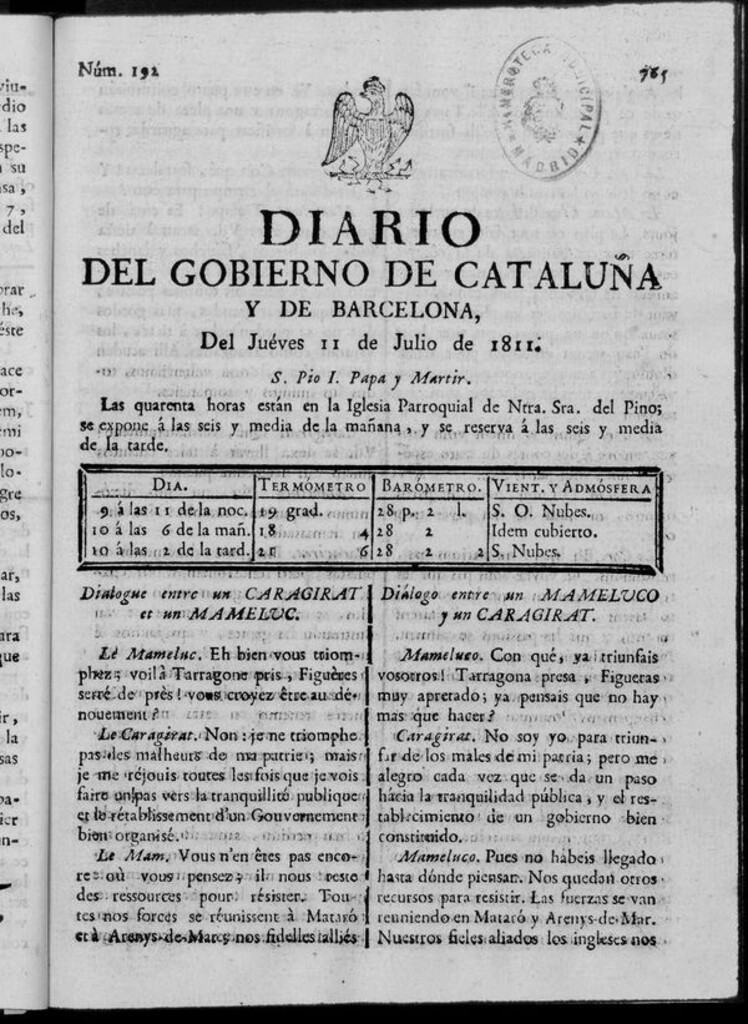 Núm. 192
765
HEMEROTECA MUNICIPAL
MADRID
DIARIO
DEL GOBIERNO DE CATALUÑA
Y DE BARCELONA,
Del Juéves 11 de Julio de 1811.
S. Pio I. Papa y Martir.
Las quarenta horas están en la Iglesia Parroquial de Ntra. Sra. del Pino;
se expone á las seis y media de la mañana, y se reserva á las seis y media
de la tarde.
DIA. TERMÓMETRO BARÓMETRO. VIENT. Y ADMÓSFERA
9 á las 11 de la noc. 19 grad. 28 p. 2 l. S. O. Nubes.
10 á las 6 de la mañ. 18 4 28 2 Idem cubierto.
10 á las 2 de la tard. 21 6 28 2 2 S. Nubes.
Dialogue entre un CARAGIRAT
et un MAMELUC.
Le Mameluc. Eh bien vous triom-
phez; voilà Tarragone pris, Figuères
serré de près! vous croyez être au dé-
nouement?
Le Caragirat. Non: je ne triomphe
pas des malheurs de ma patrie; mais
je me réjouis toutes les fois que je vois
faire un pas vers la tranquillité publique
et le rétablissement d'un Gouvernement
bien organisé.
Le Mam. Vous n'en êtes pas enco-
re où vous pensez; il nous reste
des ressources pour résister. Tou-
tes nos forces se réunissent à Mataró
et à Arenys-de-Mar; nos fidelles alliés
Diálogo entre un MAMELUCO
y un CARAGIRAT.
Mameluco. Con qué, ya triunfais
vosotros! Tarragona presa, Figueras
muy apretado; ya pensais que no hay
mas que hacer?
Caragirat. No soy yo para triun-
far de los males de mi patria; pero me
alegro cada vez que se da un paso
hácia la tranquilidad pública, y el res-
tablecimiento de un gobierno bien
constituido.
Mameluco. Pues no habeis llegado
hasta dónde piensan. Nos quedan otros
recursos para resistir. Las fuerzas se van
reuniendo en Mataró y Arenys-de-Mar.
Nuestros fieles aliados los ingleses nos